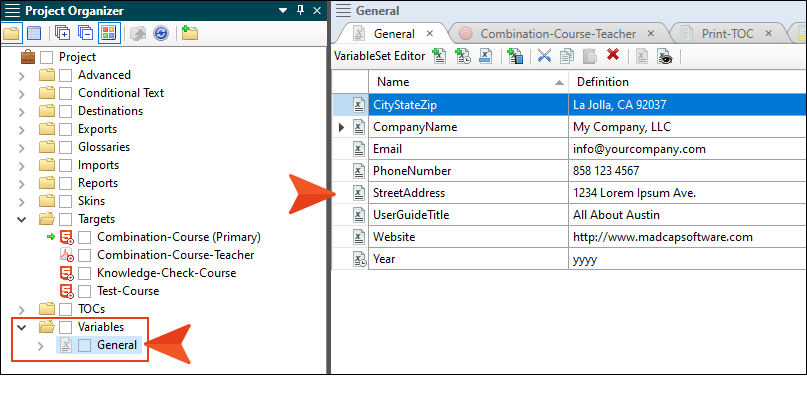 Project Organizer
Project
Advanced
Conditional Text
Destinations
Exports
Glossaries
Imports
Reports
Skins
Targets
Combination-Course (Primary)
Combination-Course-Teacher
Knowledge-Check-Course
Test-Course
TOCs
Variables
General
General
General Combination-Course-Teacher Print-TOC
VariableSet Editor
Name Definition
CityStateZip La Jolla, CA 92037
CompanyName My Company, LLC
Email info@yourcompany.com
PhoneNumber 858 123 4567
StreetAddress 1234 Lorem Ipsum Ave.
UserGuideTitle All About Austin
Website http://www.madcapsoftware.com
Year yyyy